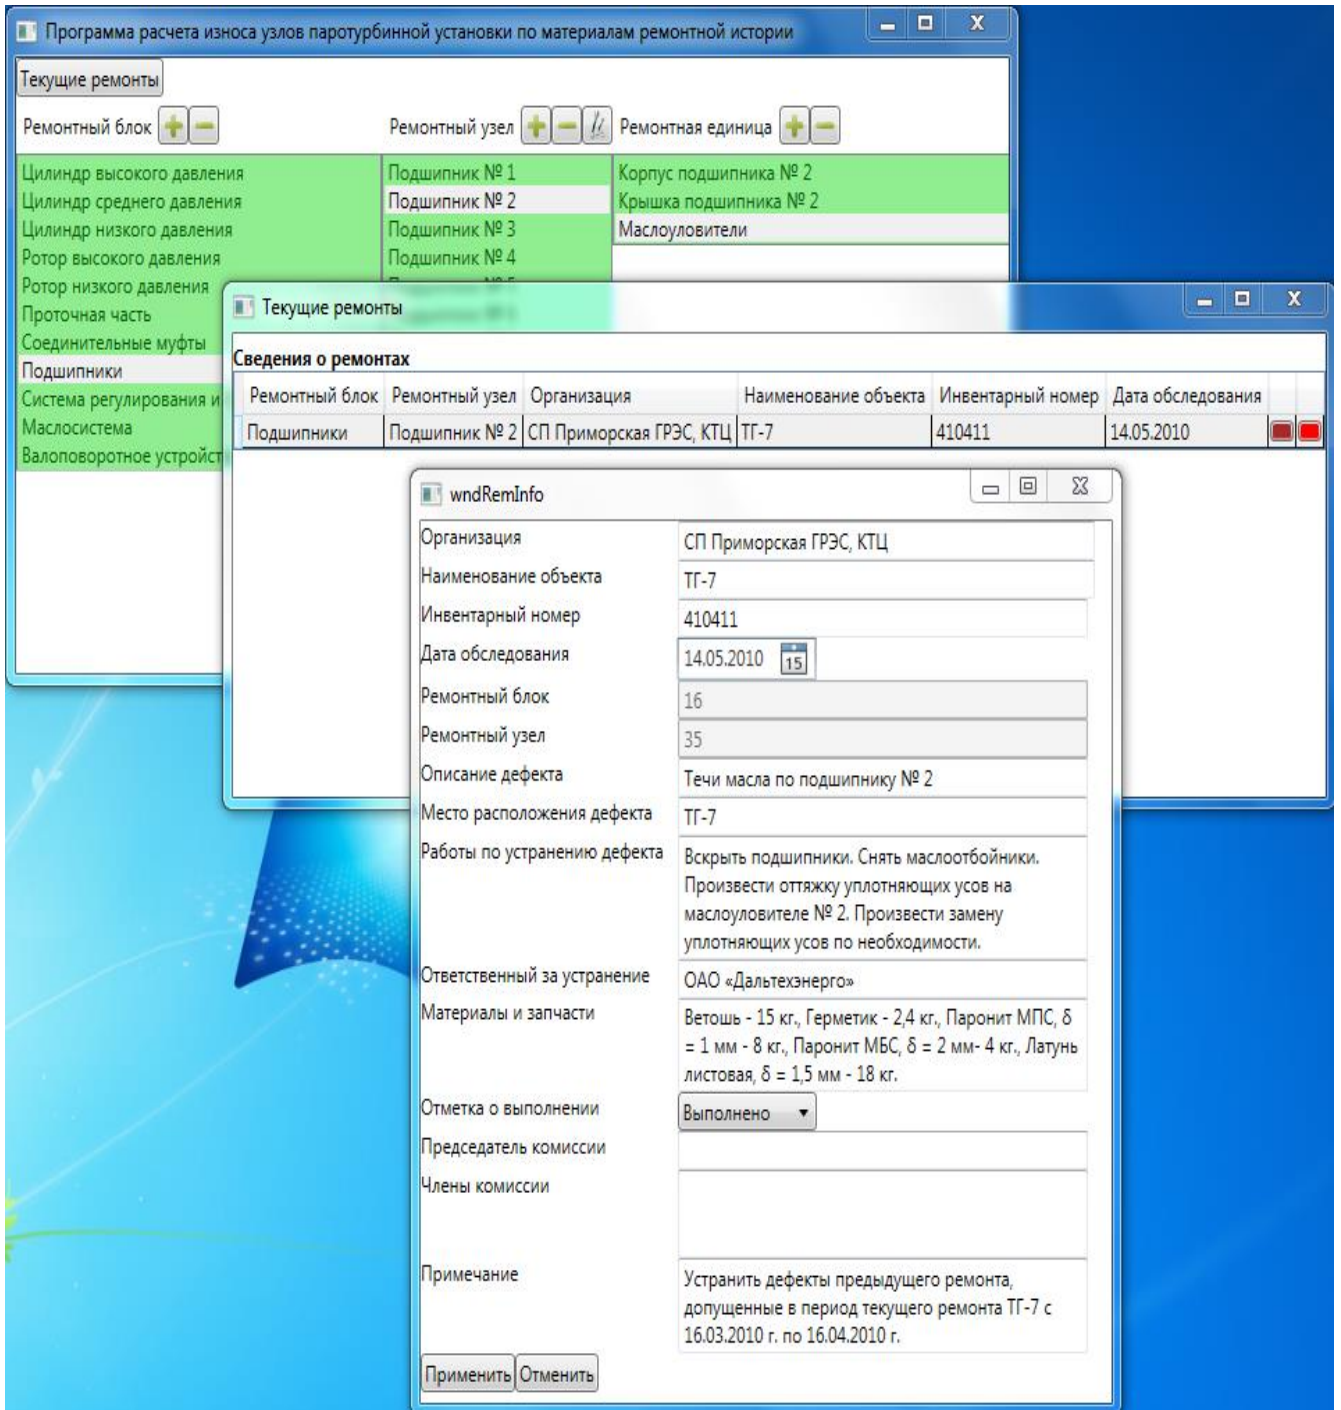 Программа расчета износа узлов паротурбинной установки по материалам ремонтной истории
Текущие ремонты
Ремонтный блок
Ремонтный узел
Ремонтная единица
Цилиндр высокого давления
Цилиндр среднего давления
Цилиндр низкого давления
Ротор высокого давления
Ротор низкого давления
Проточная часть
Соединительные муфты
Подшипники
Система регулирования и
Маслосистема
Валоповоротное устройст
Подшипник № 1
Подшипник № 2
Подшипник № 3
Подшипник № 4
Корпус подшипника № 2
Крышка подшипника № 2
Маслоуловители
Текущие ремонты
Сведения о ремонтах
Ремонтный блок Ремонтный узел Организация Наименование объекта Инвентарный номер Дата обследования
Подшипники Подшипник № 2 СП Приморская ГРЭС, КТЦ ТГ-7 410411 14.05.2010
wndRemInfo
Организация СП Приморская ГРЭС, КТЦ
Наименование объекта ТГ-7
Инвентарный номер 410411
Дата обследования 14.05.2010 15
Ремонтный блок 16
Ремонтный узел 35
Описание дефекта Течи масла по подшипнику № 2
Место расположения дефекта ТГ-7
Работы по устранению дефекта Вскрыть подшипники. Снять маслоотбойники.
Произвести оттяжку уплотняющих усов на
маслоуловителе № 2. Произвести замену
уплотняющих усов по необходимости.
Ответственный за устранение ОАО «Дальтехэнерго»
Материалы и запчасти Ветошь - 15 кг., Герметик - 2,4 кг., Паронит МПС, δ
= 1 мм - 8 кг., Паронит МБС, δ = 2 мм- 4 кг., Латунь
листовая, δ = 1,5 мм - 18 кг.
Отметка о выполнении Выполнено
Председатель комиссии
Члены комиссии
Примечание Устранить дефекты предыдущего ремонта,
допущенные в период текущего ремонта ТГ-7 с
16.03.2010 г. по 16.04.2010 г.
Применить Отменить